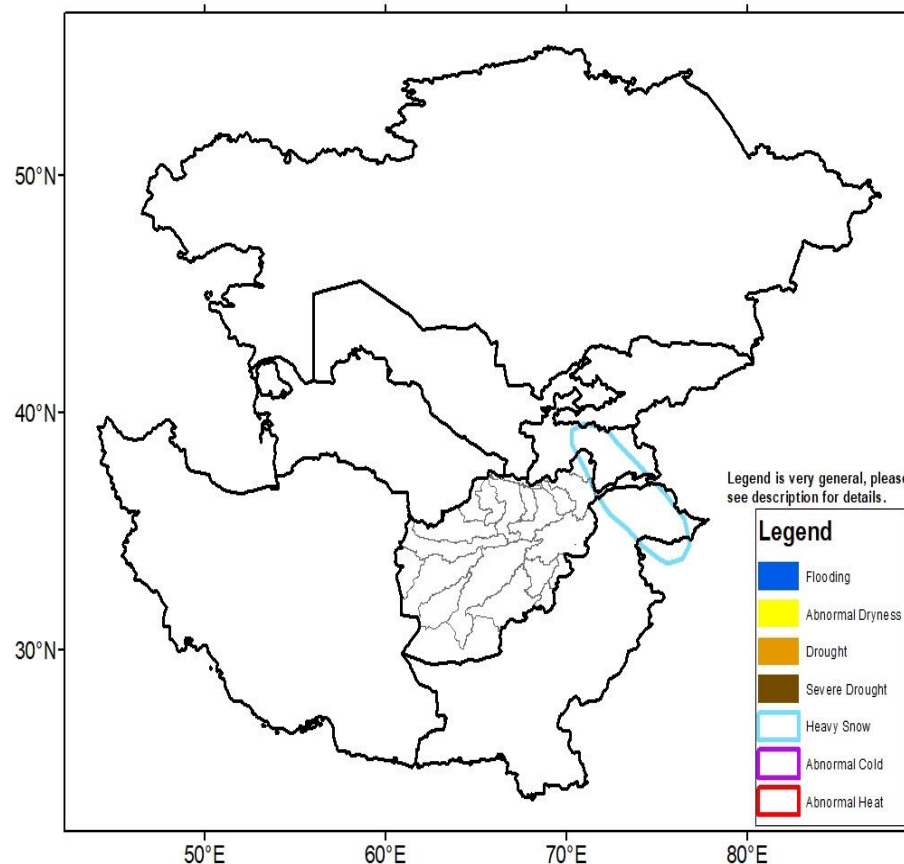 50°N
40°N
30°N
50°E
60°E
70°E
80°E
Legend is very general, please
see description for details.
Legend
Flooding
Abnormal Dryness
Drought
Severe Drought
Heavy Snow
Abnormal Cold
Abnormal Heat